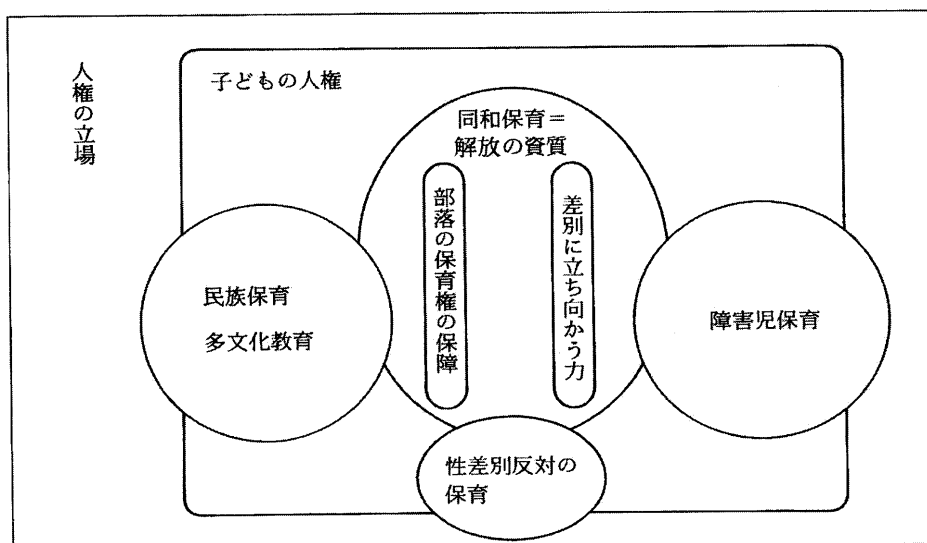 人権の立場
子どもの人権
同和保育＝
解放の資質
部落の保育権の保障
差別に立ち向かう力
民族保育
多文化教育
障害児保育
性差別反対の
保育